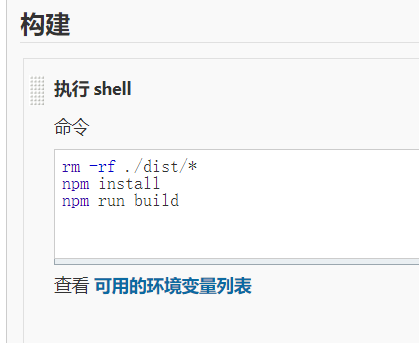 构建
执行 shell
命令
rm -rf ./dist/*
npm install
npm run build
查看 可用的环境变量列表